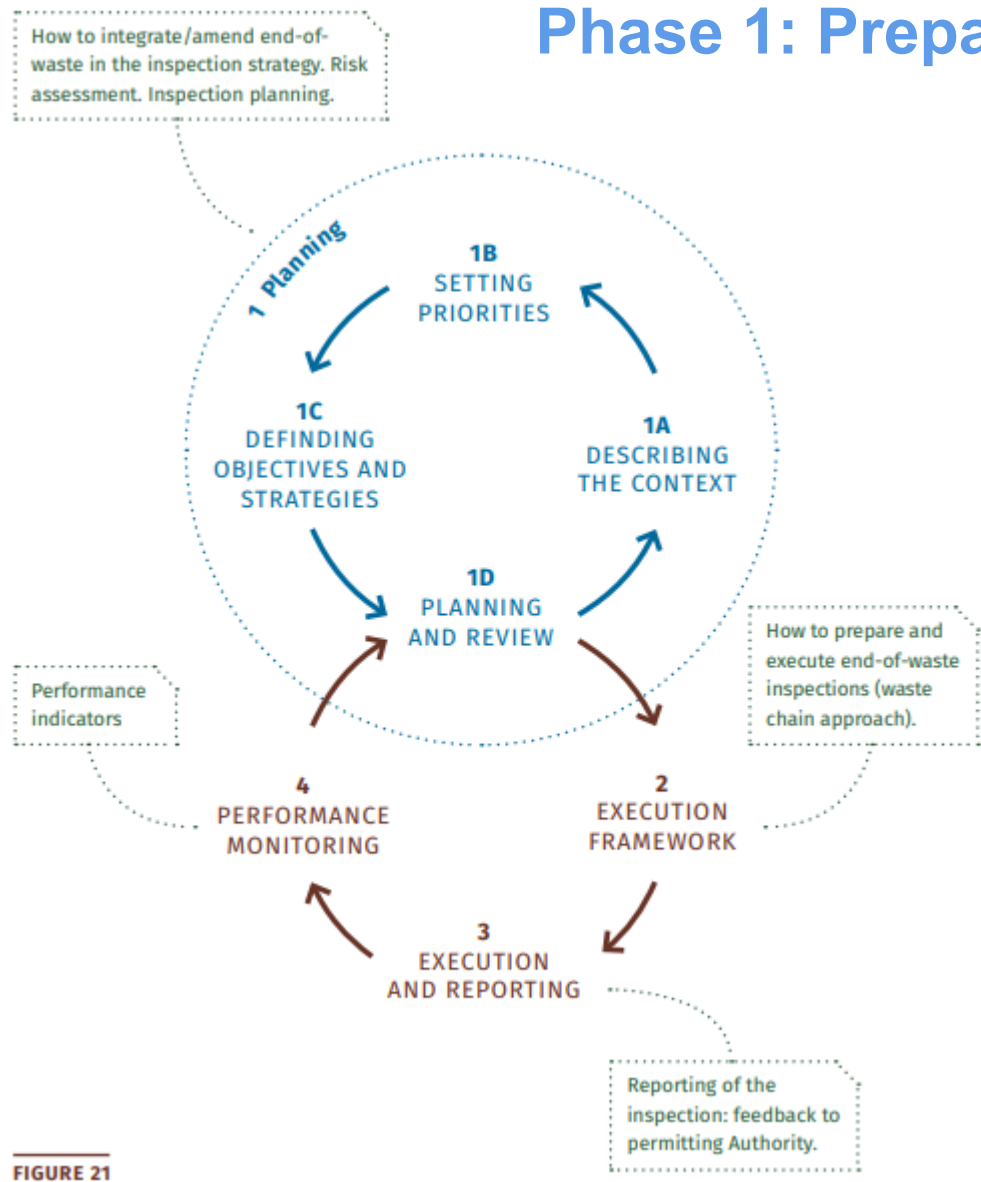 Phase 1: Prepa
How to integrate/amend end-of-
waste in the inspection strategy. Risk
assessment. Inspection planning.
1 Planning
1B
SETTING
PRIORITIES
1C
DEFINDING
OBJECTIVES AND
STRATEGIES
1A
DESCRIBING
THE CONTEXT
1D
PLANNING
AND REVIEW
How to prepare and
execute end-of-waste
inspections (waste
chain approach).
Performance
indicators
4
PERFORMANCE
MONITORING
2
EXECUTION
FRAMEWORK
3
EXECUTION
AND REPORTING
Reporting of the
inspection: feedback to
permitting Authority.
FIGURE 21